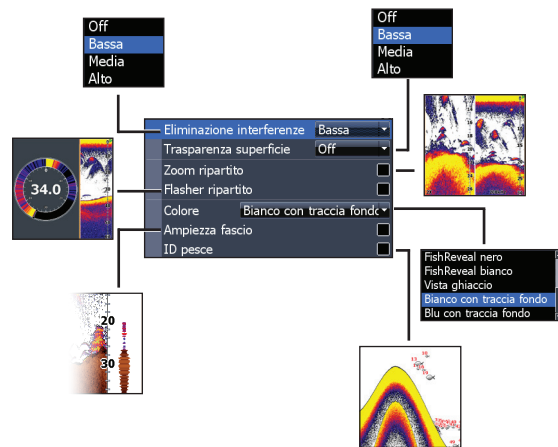 Off
Bassa
Media
Alto
Off
Bassa
Media
Alto
Eliminazione interferenze Bassa
Trasparenza superficie Off
Zoom ripartito
Flasher ripartito
Colore Bianco con traccia fondo
Ampiezza fascio
ID pesce
34.0
FishReveal nero
FishReveal bianco
Vista ghiaccio
Bianco con traccia fondo
Blu con traccia fondo
20
30